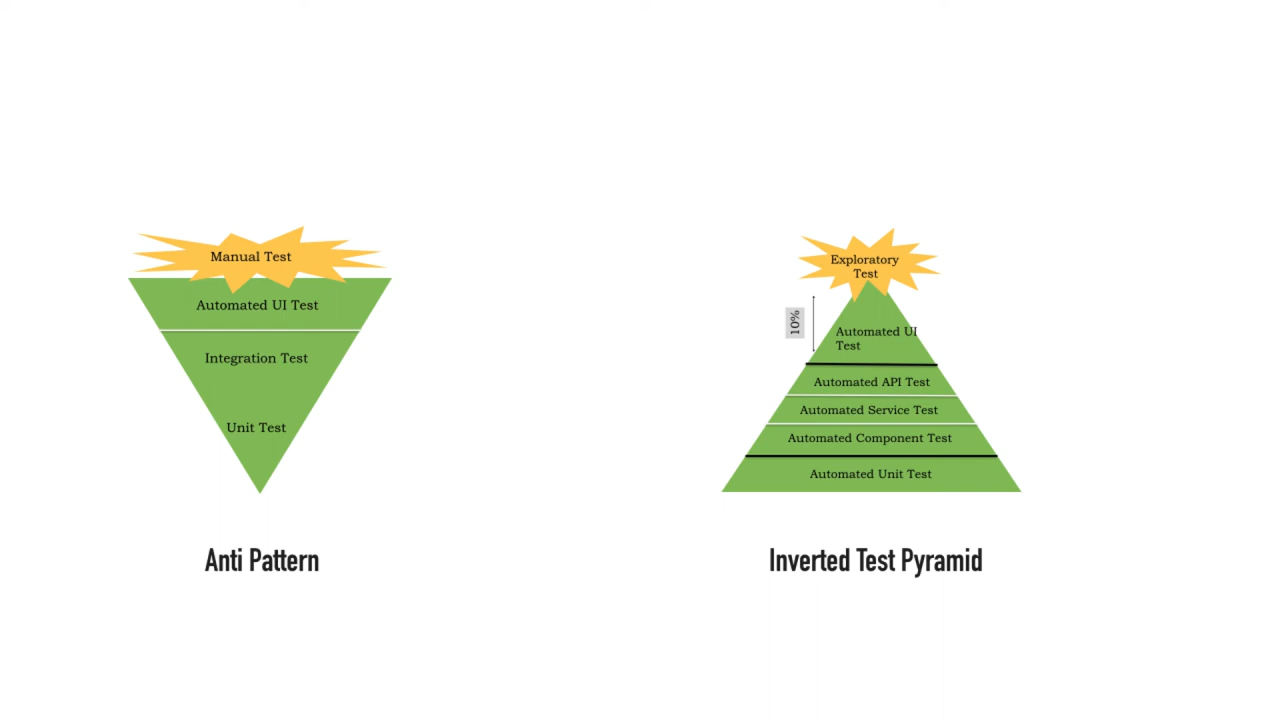 Manual Test
Automated UI Test
Integration Test
Unit Test
Anti Pattern
Exploratory
Test
10%
Automated UI
Test
Automated API Test
Automated Service Test
Automated Component Test
Automated Unit Test
Inverted Test Pyramid